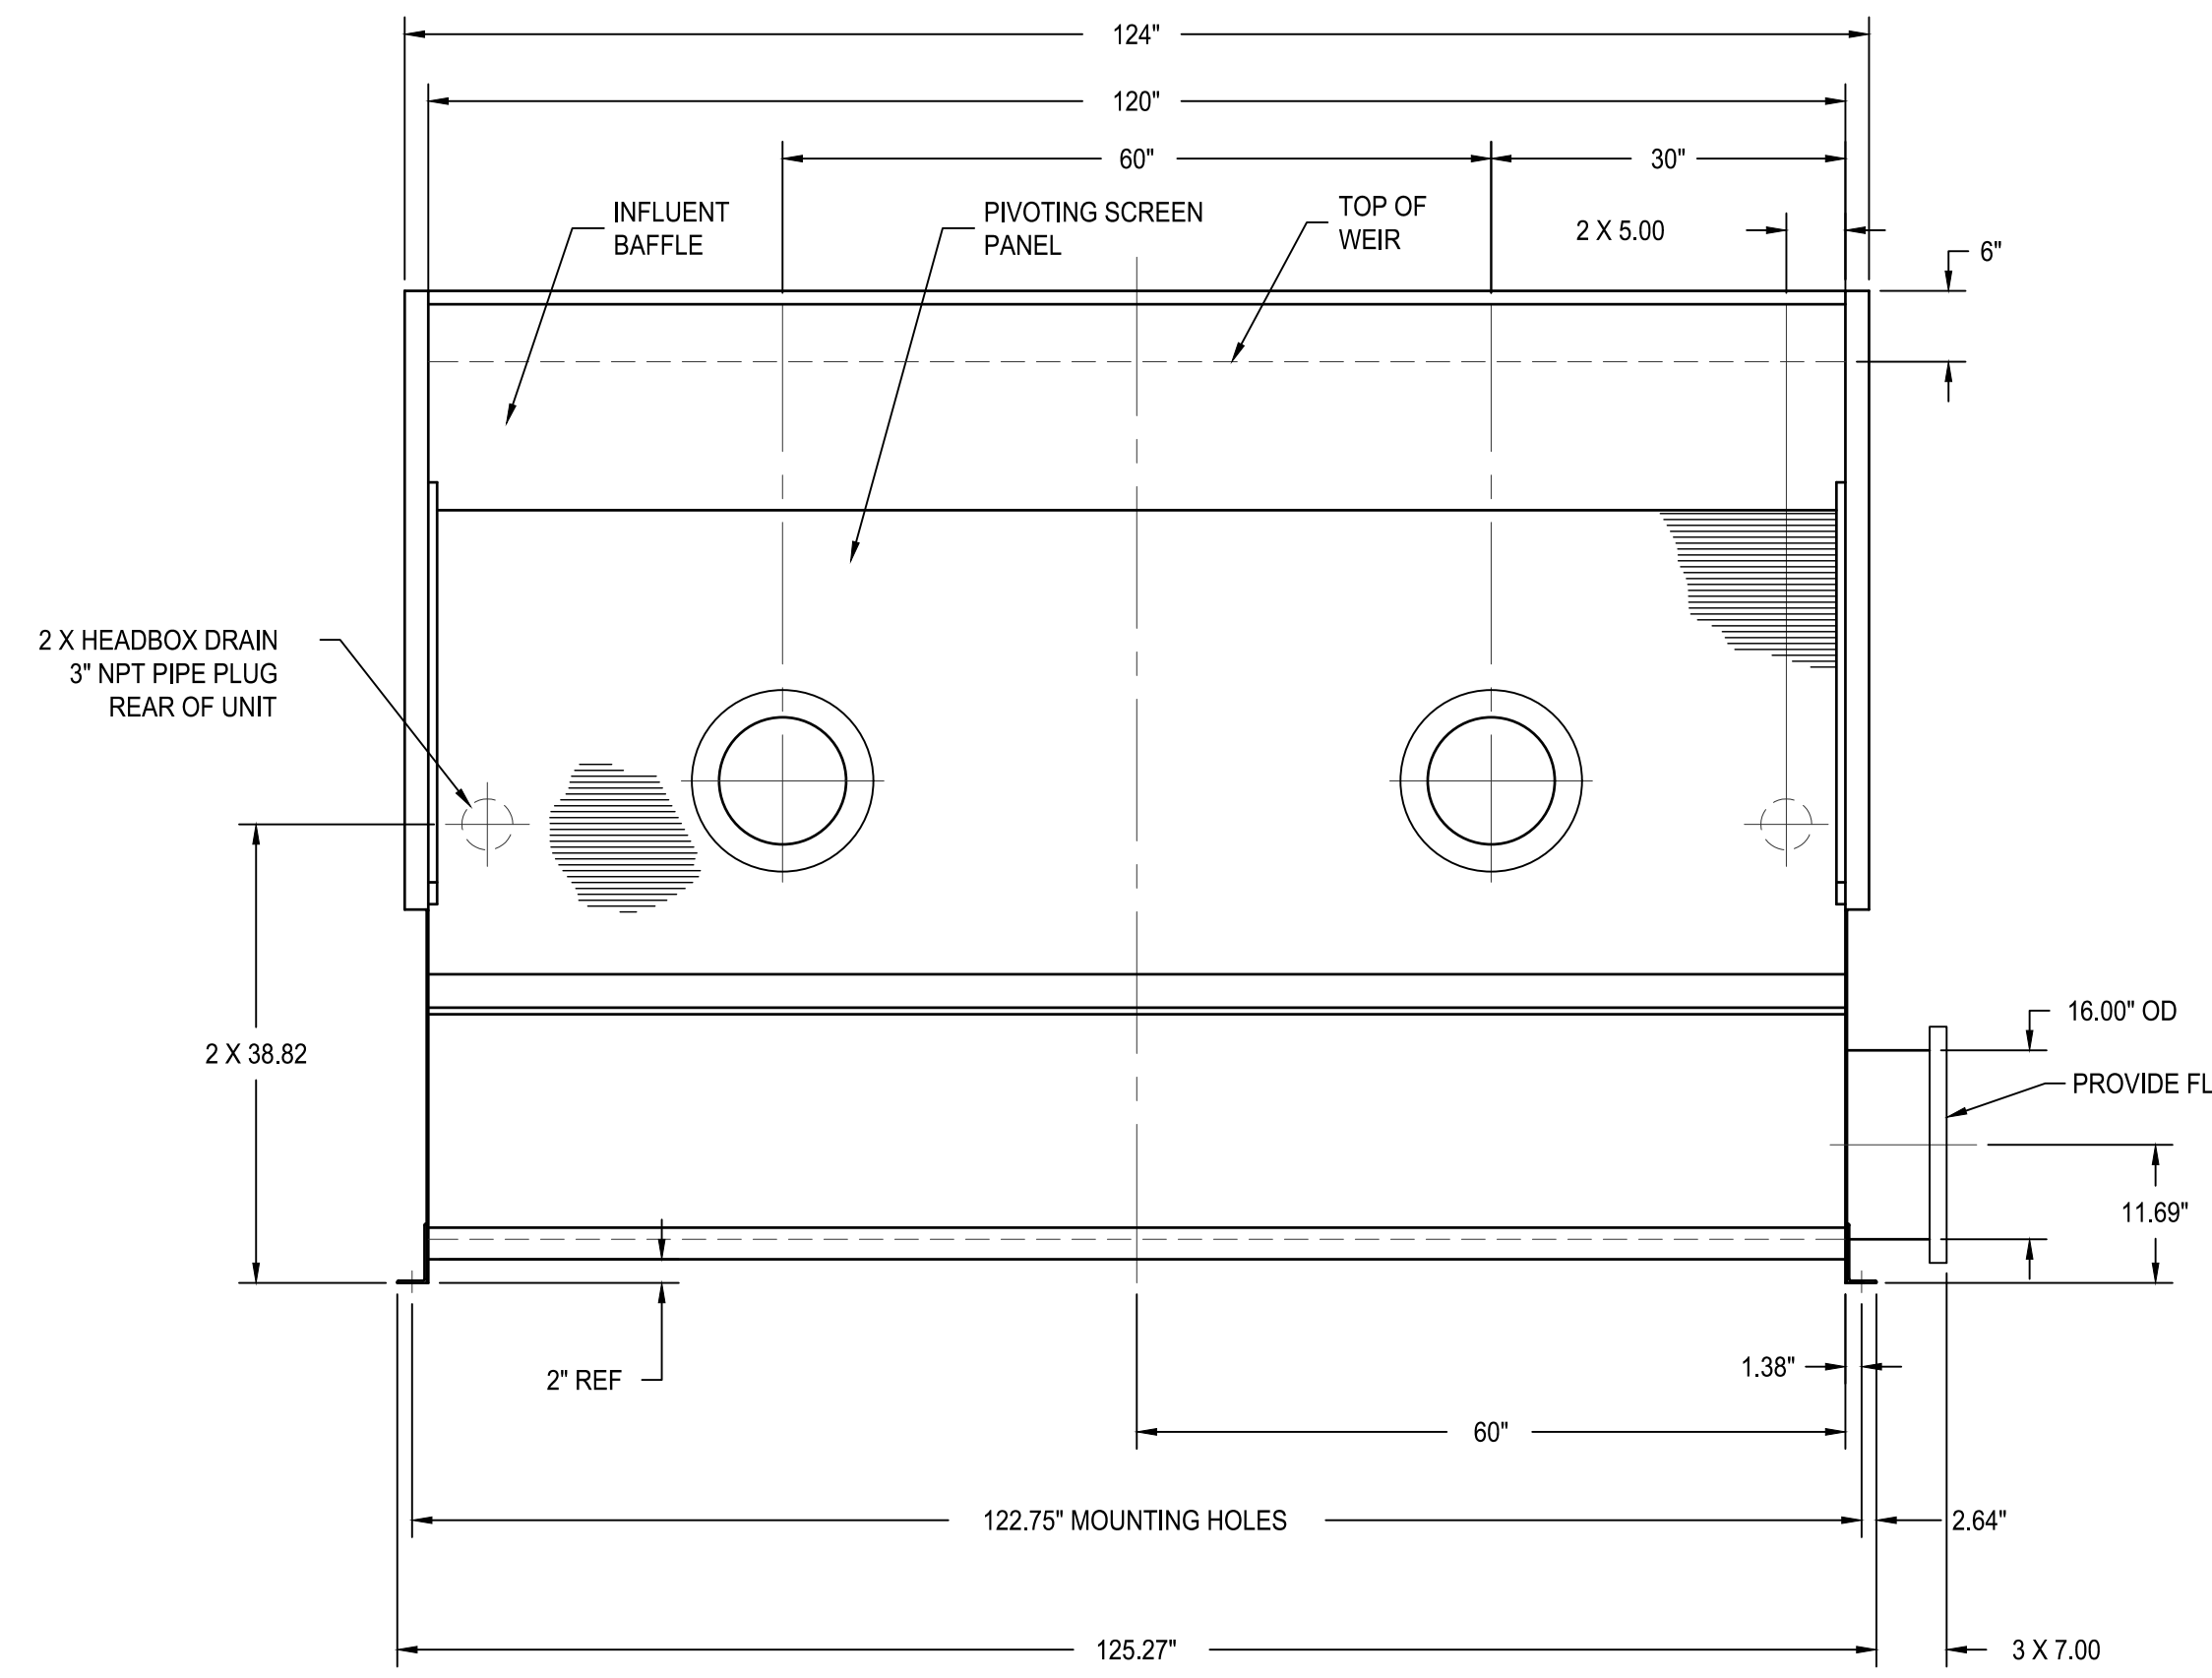 124"
120"
60"
30"
INFLUENT
BAFFLE
PIVOTING SCREEN
PANEL
TOP OF
WEIR
2 X 5.00
6"
2 X HEADBOX DRAIN
3" NPT PIPE PLUG
REAR OF UNIT
16.00" OD
2 X 38.82
PROVIDE FL
11.69"
1.38"
2" REF
60"
122.75" MOUNTING HOLES
2.64"
125.27"
3 X 7.00